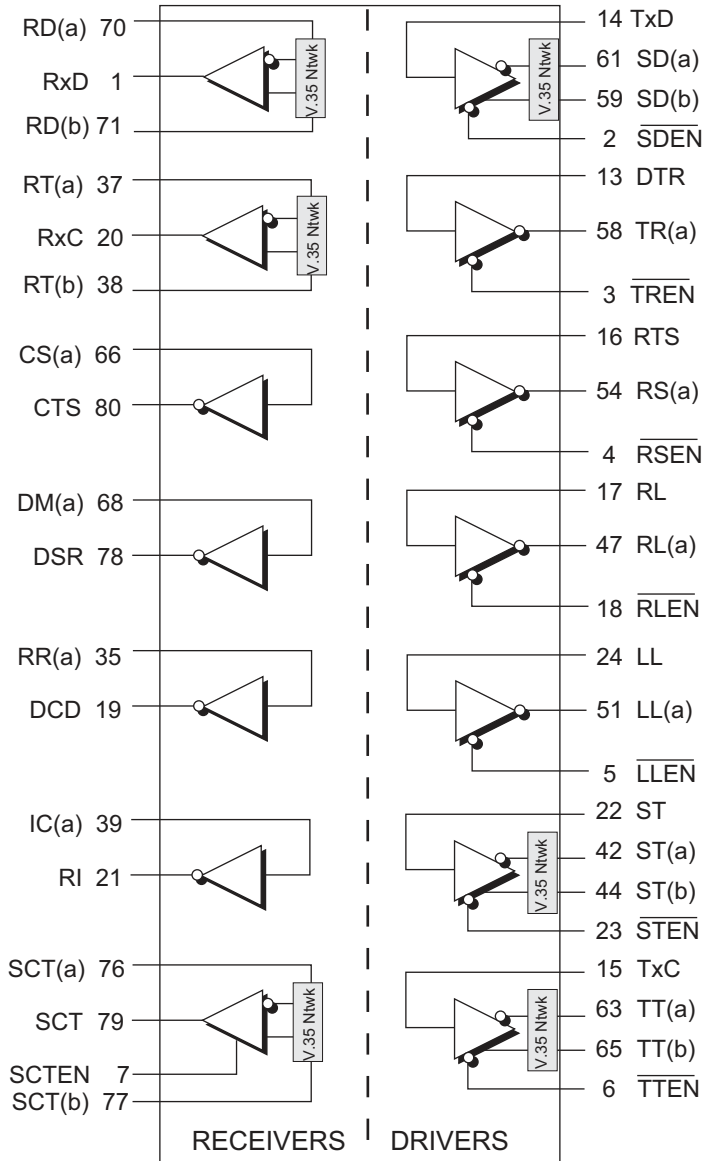 RD(a) 70
RxD 1
RD(b) 71
V.35 Ntwk
RT(a) 37
RxC 20
RT(b) 38
V.35 Ntwk
CS(a) 66
CTS 80
DM(a) 68
DSR 78
RR(a) 35
DCD 19
IC(a) 39
RI 21
SCT(a) 76
SCT 79
SCTEN 7
SCT(b) 77
V.35 Ntwk
RECEIVERS
14 TxD
61 SD(a)
59 SD(b)
2 SDEN
V.35 Ntwk
13 DTR
58 TR(a)
3 TREN
16 RTS
54 RS(a)
4 RSEN
17 RL
47 RL(a)
18 RLEN
24 LL
51 LL(a)
5 LLEN
22 ST
42 ST(a)
44 ST(b)
23 STEN
V.35 Ntwk
15 TxC
63 TT(a)
65 TT(b)
6 TTEN
V.35 Ntwk
DRIVERS